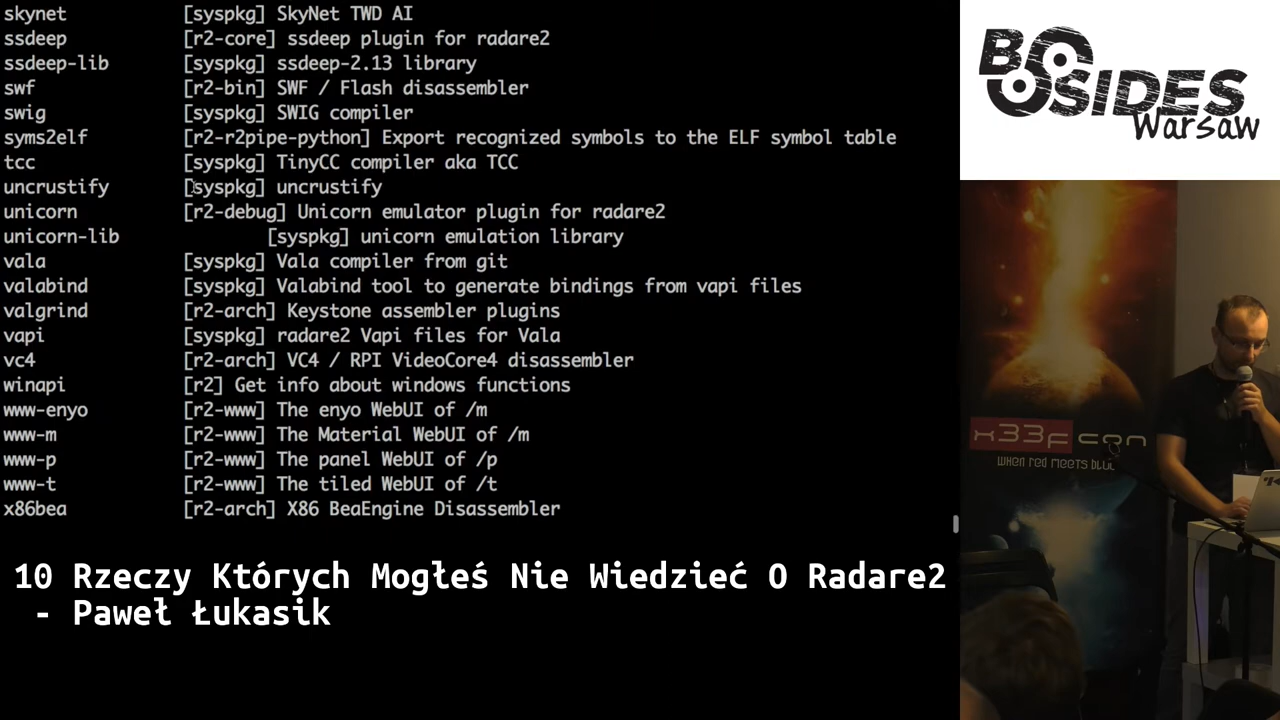 skynet [syspkg] SkyNet TWD AI
ssdeep [r2-core] ssdeep plugin for radare2
ssdeep-lib [syspkg] ssdeep-2.13 library
swf [r2-bin] SWF / Flash disassembler
swig [syspkg] SWIG compiler
syms2elf [r2-r2pipe-python] Export recognized symbols to the ELF symbol table
tcc [syspkg] TinyCC compiler aka TCC
uncrustify [syspkg] uncrustify
unicorn [r2-debug] Unicorn emulator plugin for radare2
unicorn-lib [syspkg] unicorn emulation library
vala [syspkg] Vala compiler from git
valabind [syspkg] Valabind tool to generate bindings from vapi files
valgrind [r2-arch] Keystone assembler plugins
vapi [syspkg] radare2 Vapi files for Vala
vc4 [r2-arch] VC4 / RPI VideoCore4 disassembler
winapi [r2] Get info about windows functions
www-enyo [r2-www] The enyo WebUI of /m
www-m [r2-www] The Material WebUI of /m
www-p [r2-www] The panel WebUI of /p
www-t [r2-www] The tiled WebUI of /t
x86bea [r2-arch] X86 BeaEngine Disassembler
10 Rzeczy Których Mogłeś Nie Wiedzieć O Radare2
- Paweł Łukasik
BSIDES
Warsaw
x33f con
when red meets blue